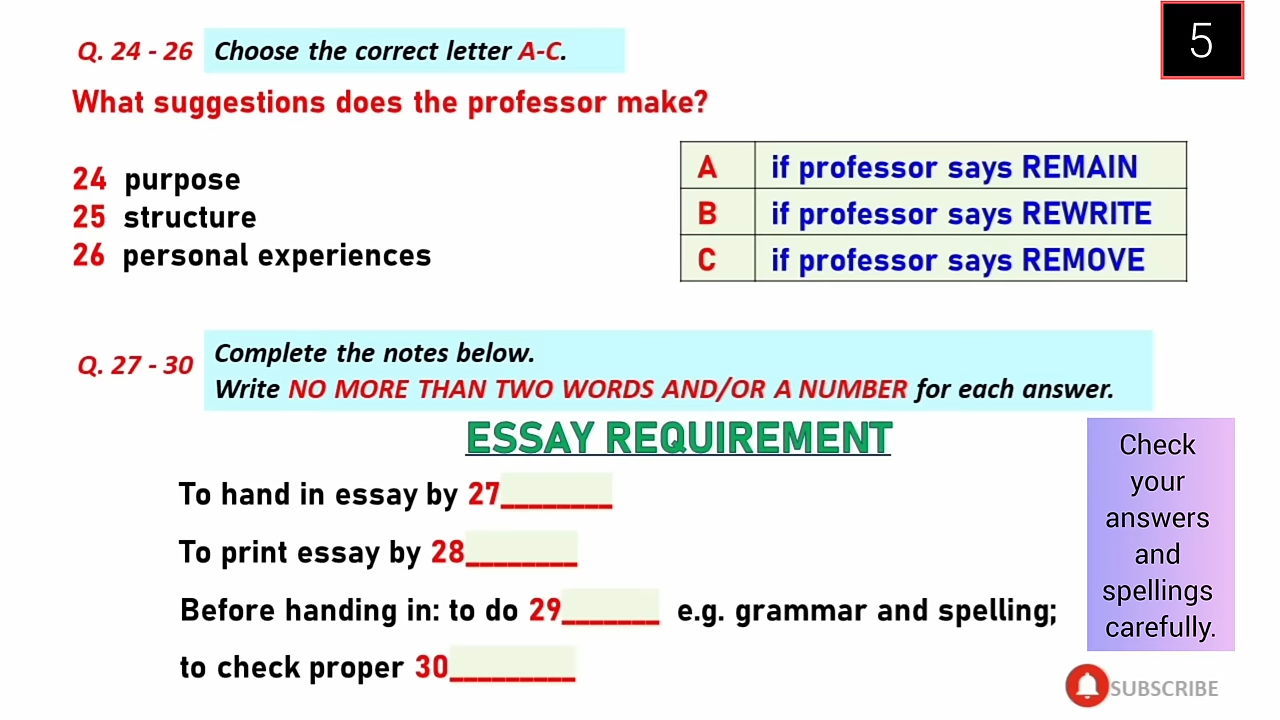 Q. 24 - 26 Choose the correct letter A-C.
5
What suggestions does the professor make?
24 purpose
25 structure
26 personal experiences
A if professor says REMAIN
B if professor says REWRITE
C if professor says REMOVE
Q. 27 - 30 Complete the notes below.
Write NO MORE THAN TWO WORDS AND/OR A NUMBER for each answer.
ESSAY REQUIREMENT
To hand in essay by 27________
To print essay by 28________
Before handing in: to do 29_______ e.g. grammar and spelling;
to check proper 30_________
Check
your
answers
and
spellings
carefully.
SUBSCRIBE